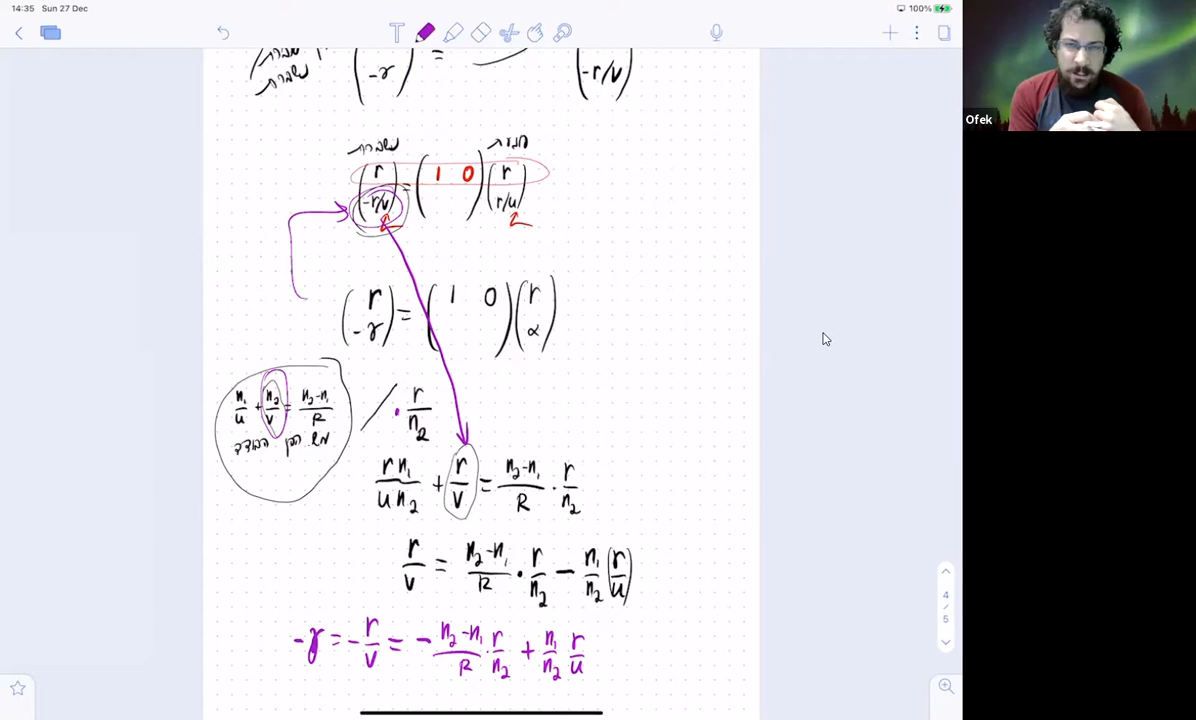 14:35 Sun 27 Dec
100%
Ofek
(-γ) = (-r/v)
(r, -r/v) = (1 0) (r, r/u)
(r, -γ) = (1 0) (r, α)
n₁/u + n₂/v = (n₂-n₁)/R / · r/n₂
rn₁/un₂ + r/v = (n₂-n₁)/R · r/n₂
r/v = (n₂-n₁)/R · r/n₂ - n₁/n₂ (r/u)
-γ = -r/v = -(n₂-n₁)/R · r/n₂ + n₁/n₂ r/u
4
/
5